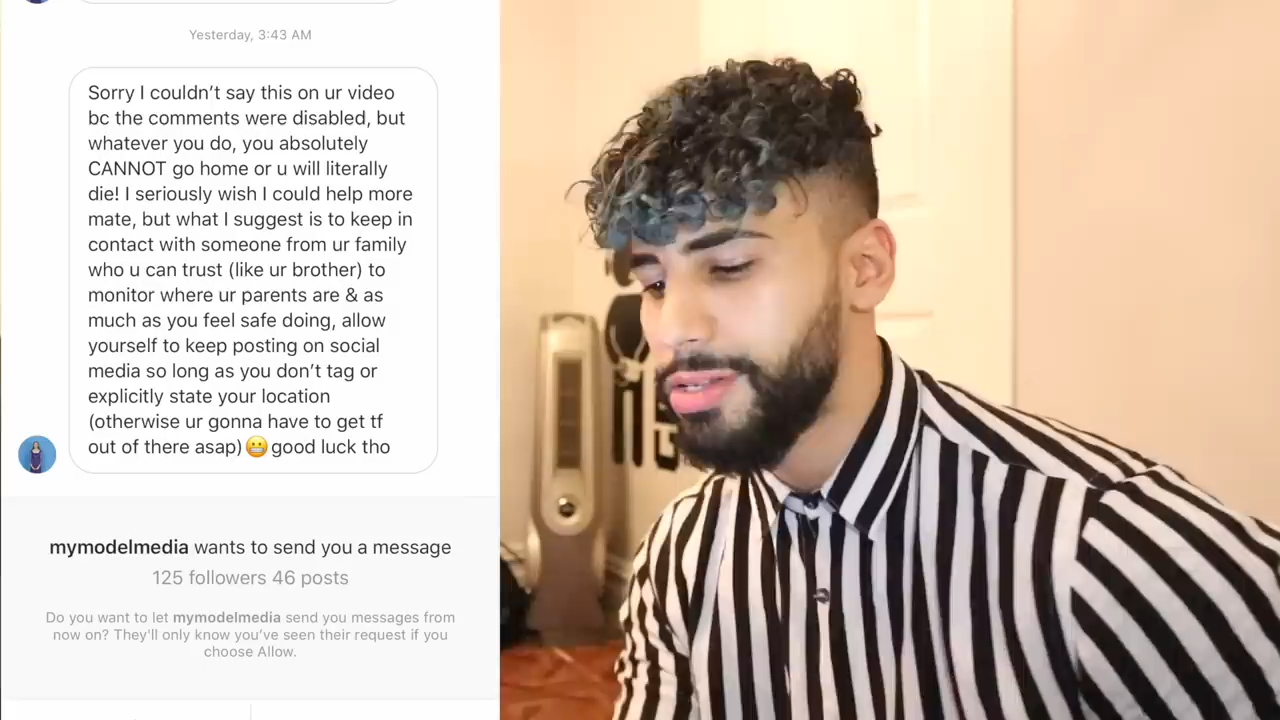 Yesterday, 3:43 AM
Sorry I couldn’t say this on ur video
bc the comments were disabled, but
whatever you do, you absolutely
CANNOT go home or u will literally
die! I seriously wish I could help more
mate, but what I suggest is to keep in
contact with someone from ur family
who u can trust (like ur brother) to
monitor where ur parents are & as
much as you feel safe doing, allow
yourself to keep posting on social
media so long as you don’t tag or
explicitly state your location
(otherwise ur gonna have to get tf
out of there asap)😬good luck tho
mymodelmedia wants to send you a message
125 followers 46 posts
Do you want to let mymodelmedia send you messages from
now on? They'll only know you’ve seen their request if you
choose Allow.